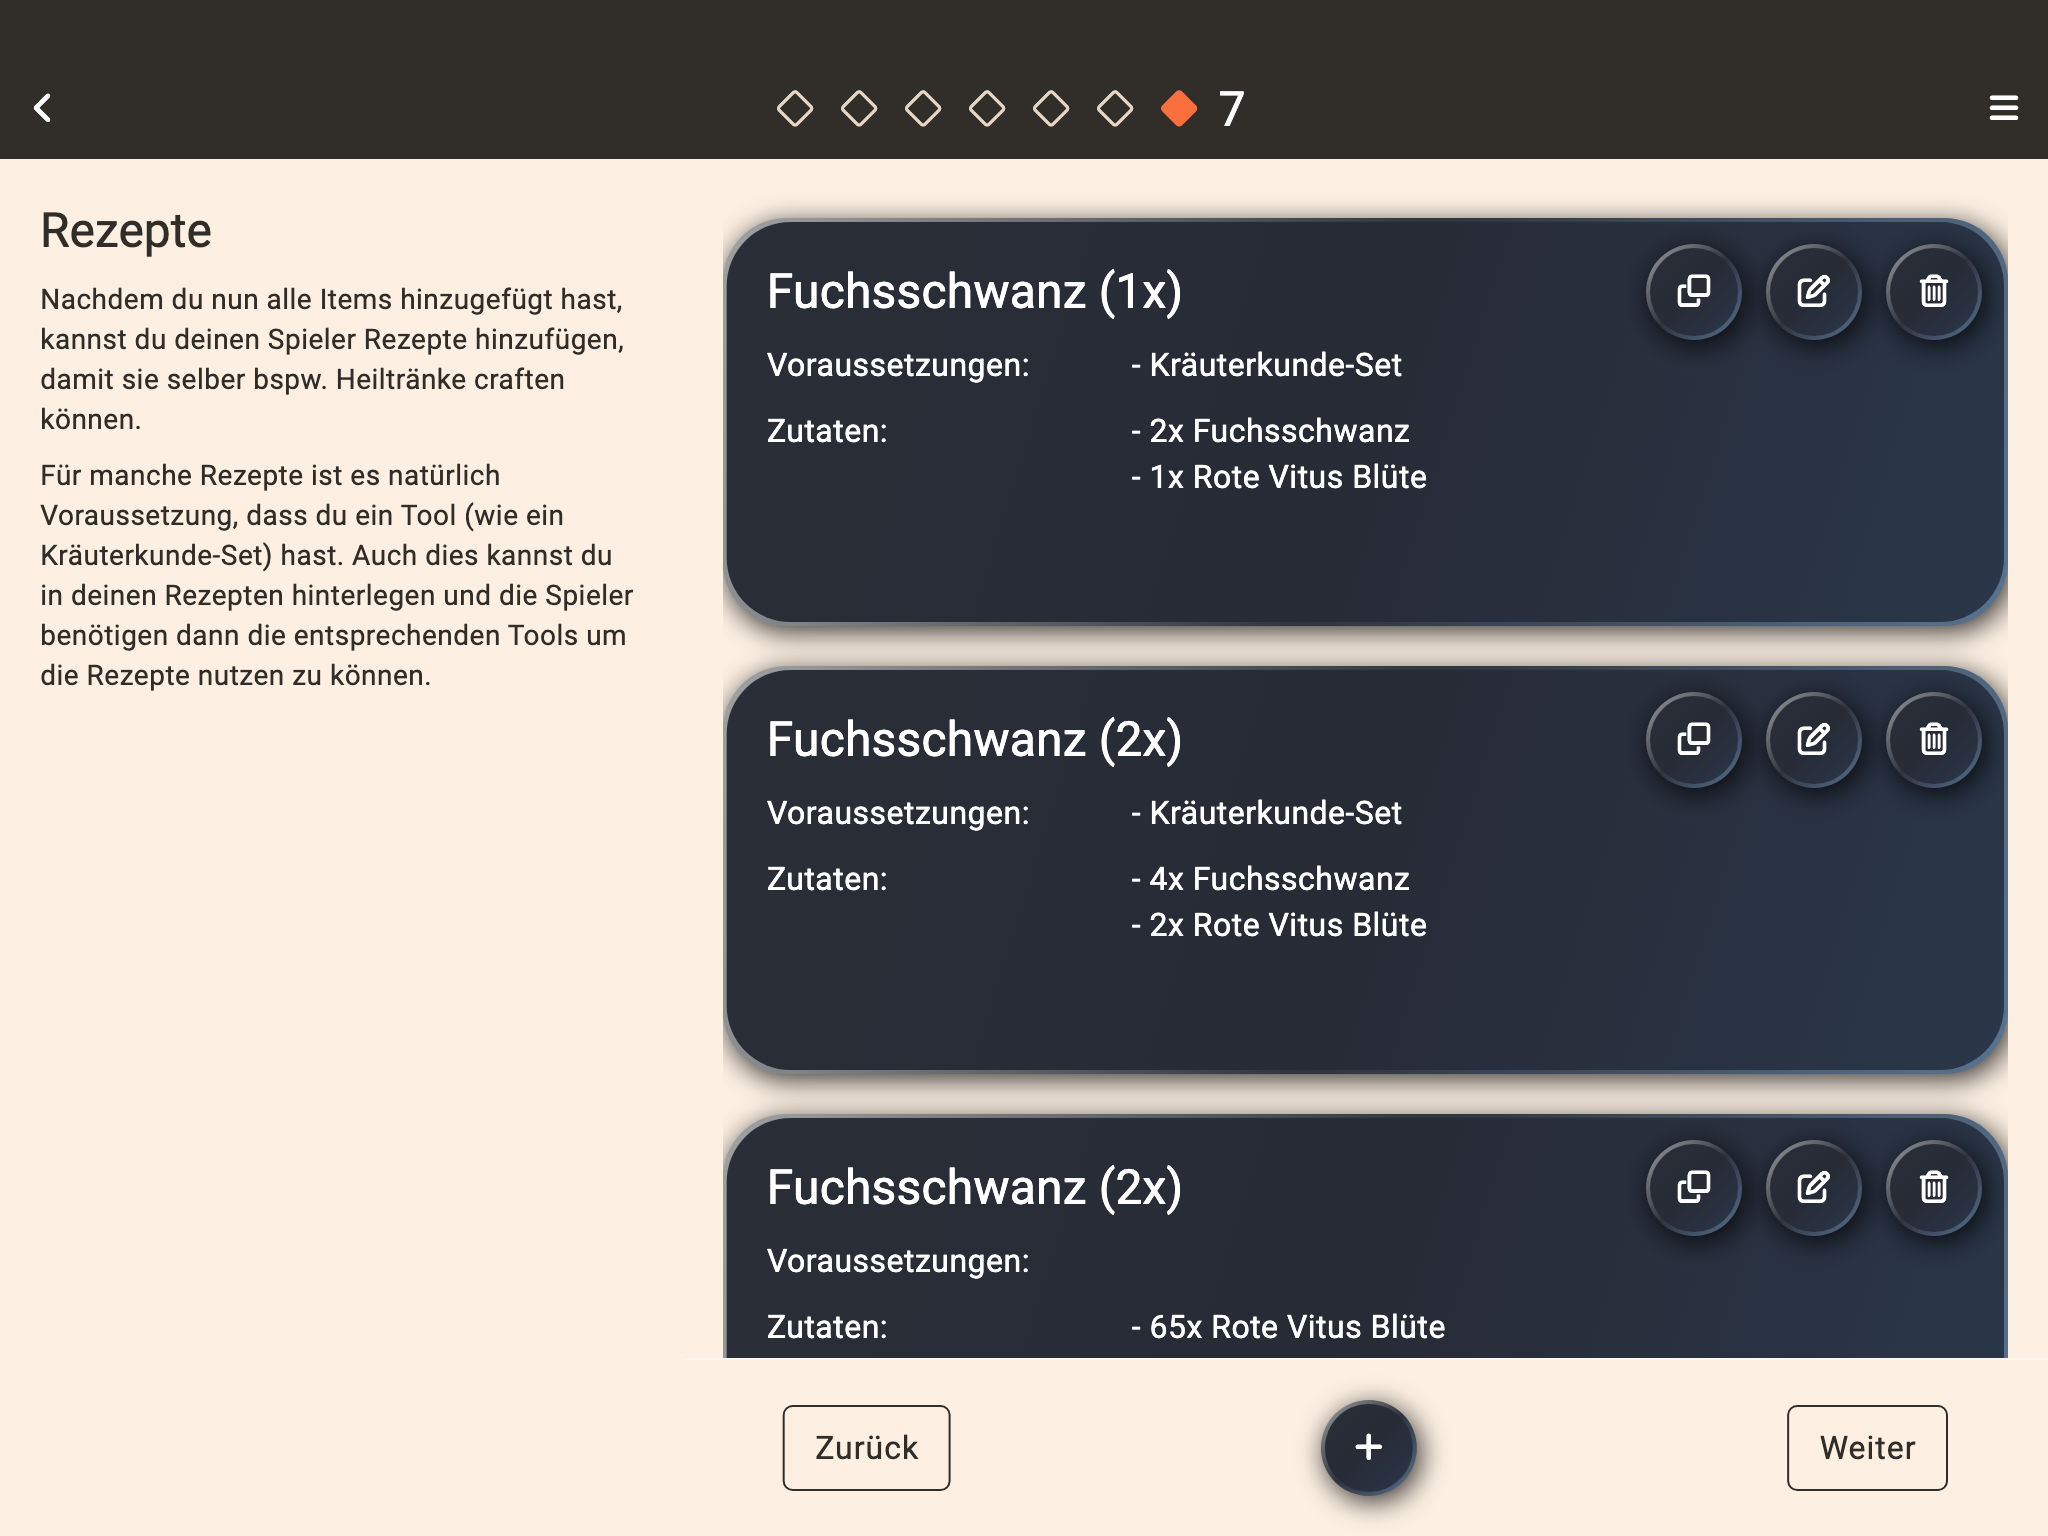 7
Rezepte
Nachdem du nun alle Items hinzugefügt hast,
kannst du deinen Spieler Rezepte hinzufügen,
damit sie selber bspw. Heiltränke craften
können.
Für manche Rezepte ist es natürlich
Voraussetzung, dass du ein Tool (wie ein
Kräuterkunde-Set) hast. Auch dies kannst du
in deinen Rezepten hinterlegen und die Spieler
benötigen dann die entsprechenden Tools um
die Rezepte nutzen zu können.
Fuchsschwanz (1x)
Voraussetzungen: - Kräuterkunde-Set
Zutaten: - 2x Fuchsschwanz
- 1x Rote Vitus Blüte
Fuchsschwanz (2x)
Voraussetzungen: - Kräuterkunde-Set
Zutaten: - 4x Fuchsschwanz
- 2x Rote Vitus Blüte
Fuchsschwanz (2x)
Voraussetzungen:
Zutaten: - 65x Rote Vitus Blüte
Zurück + Weiter